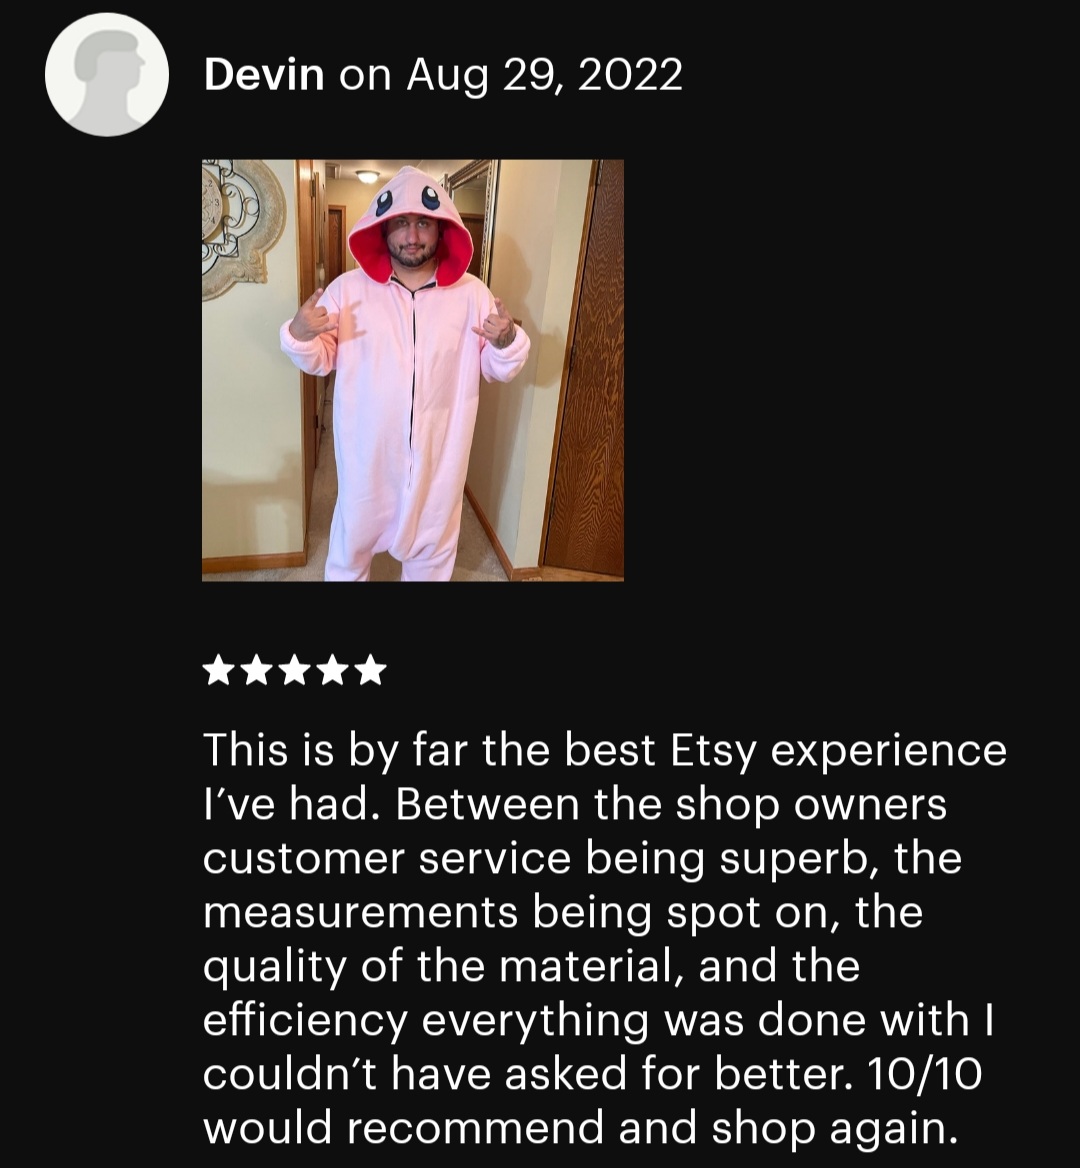 Devin on Aug 29, 2022
This is by far the best Etsy experience
I’ve had. Between the shop owners
customer service being superb, the
measurements being spot on, the
quality of the material, and the
efficiency everything was done with I
couldn’t have asked for better. 10/10
would recommend and shop again.